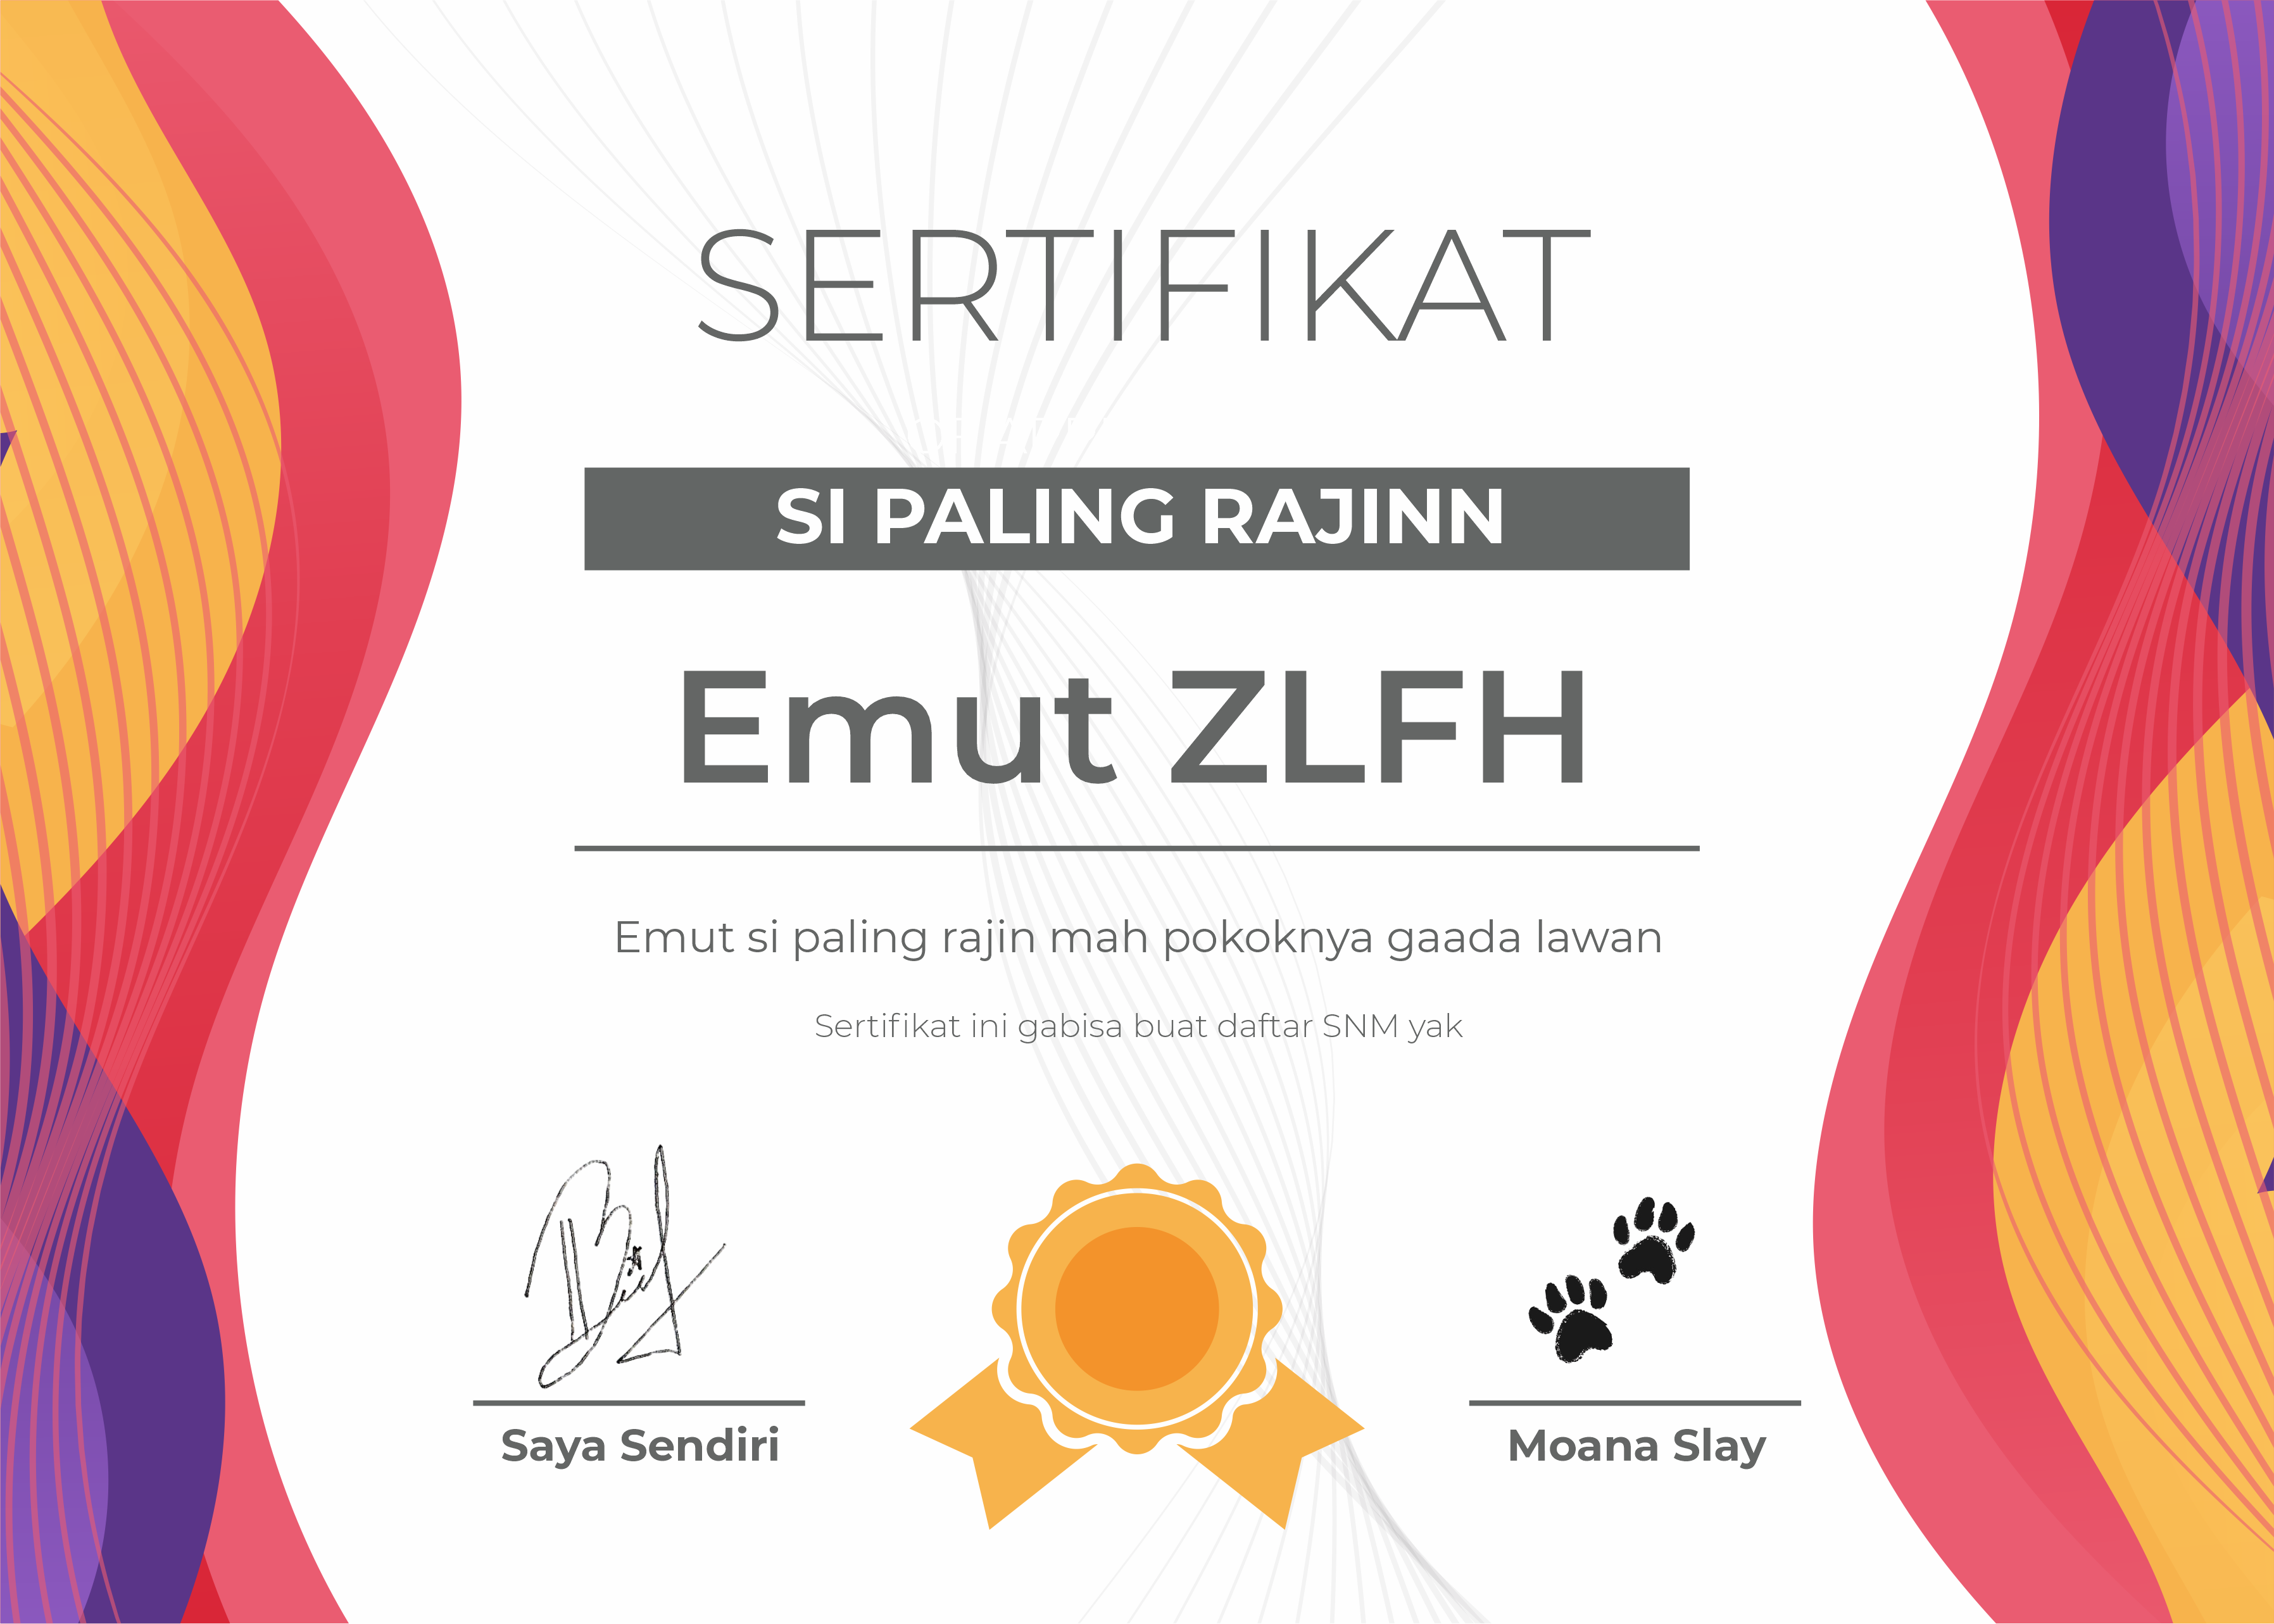 SERTIFIKAT
SI PALING RAJINN
Emut ZLFH
Emut si paling rajin mah pokoknya gaada lawan
Sertifikat ini gabisa buat daftar SNM yak
Saya Sendiri
Moana Slay